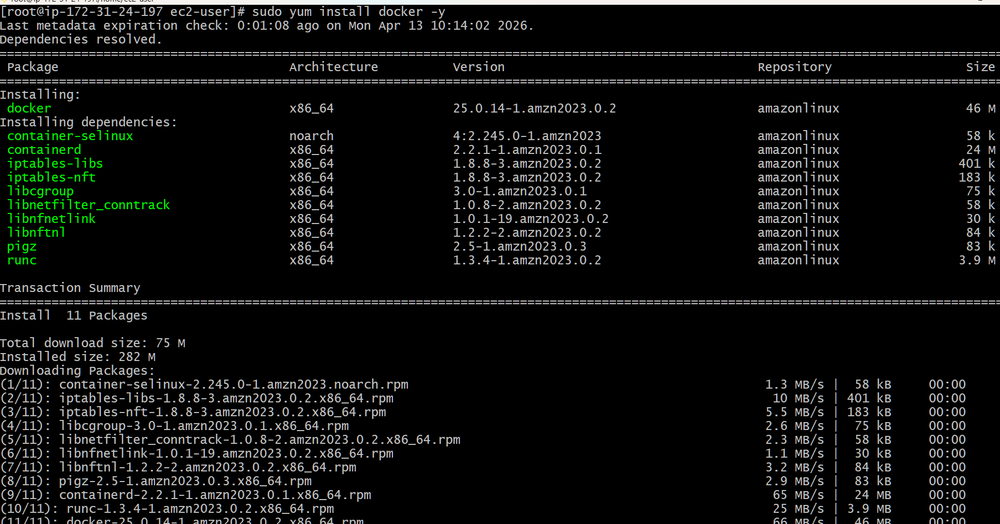 root@ip-172-31-24-197:/home/ec2-user
[root@ip-172-31-24-197 ec2-user]# sudo yum install docker -y
Last metadata expiration check: 0:01:08 ago on Mon Apr 13 10:14:02 2026.
Dependencies resolved.
Package Architecture Version Repository Size
Installing:
docker x86_64 25.0.14-1.amzn2023.0.2 amazonlinux 46 M
Installing dependencies:
container-selinux noarch 4:2.245.0-1.amzn2023 amazonlinux 58 k
containerd x86_64 2.2.1-1.amzn2023.0.1 amazonlinux 24 M
iptables-libs x86_64 1.8.8-3.amzn2023.0.2 amazonlinux 401 k
iptables-nft x86_64 1.8.8-3.amzn2023.0.2 amazonlinux 183 k
libcgroup x86_64 3.0-1.amzn2023.0.1 amazonlinux 75 k
libnetfilter_conntrack x86_64 1.0.8-2.amzn2023.0.2 amazonlinux 58 k
libnfnetlink x86_64 1.0.1-19.amzn2023.0.2 amazonlinux 30 k
libnftnl x86_64 1.2.2-2.amzn2023.0.2 amazonlinux 84 k
pigz x86_64 2.5-1.amzn2023.0.3 amazonlinux 83 k
runc x86_64 1.3.4-1.amzn2023.0.2 amazonlinux 3.9 M
Transaction Summary
Install 11 Packages
Total download size: 75 M
Installed size: 282 M
Downloading Packages:
(1/11): container-selinux-2.245.0-1.amzn2023.noarch.rpm 1.3 MB/s | 58 kB 00:00
(2/11): iptables-libs-1.8.8-3.amzn2023.0.2.x86_64.rpm 10 MB/s | 401 kB 00:00
(3/11): iptables-nft-1.8.8-3.amzn2023.0.2.x86_64.rpm 5.5 MB/s | 183 kB 00:00
(4/11): libcgroup-3.0-1.amzn2023.0.1.x86_64.rpm 2.6 MB/s | 75 kB 00:00
(5/11): libnetfilter_conntrack-1.0.8-2.amzn2023.0.2.x86_64.rpm 2.3 MB/s | 58 kB 00:00
(6/11): libnfnetlink-1.0.1-19.amzn2023.0.2.x86_64.rpm 1.1 MB/s | 30 kB 00:00
(7/11): libnftnl-1.2.2-2.amzn2023.0.2.x86_64.rpm 3.2 MB/s | 84 kB 00:00
(8/11): pigz-2.5-1.amzn2023.0.3.x86_64.rpm 2.9 MB/s | 83 kB 00:00
(9/11): containerd-2.2.1-1.amzn2023.0.1.x86_64.rpm 65 MB/s | 24 MB 00:00
(10/11): runc-1.3.4-1.amzn2023.0.2.x86_64.rpm 25 MB/s | 3.9 MB 00:00
(11/11): docker-25.0.14-1.amzn2023.0.2.x86_64.rpm 66 MB/s | 46 MB 00:00